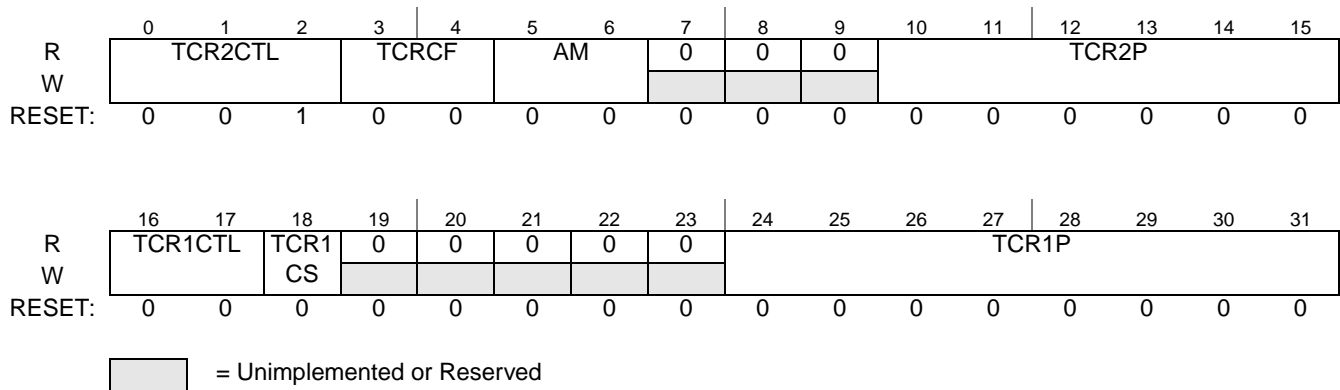 0 1 2 3 4 5 6 7 8 9 10 11 12 13 14 15
R TCR2CTL TCRCF AM 0 0 0 TCR2P
W
RESET: 0 0 1 0 0 0 0 0 0 0 0 0 0 0 0 0
16 17 18 19 20 21 22 23 24 25 26 27 28 29 30 31
R TCR1CTL TCR1 0 0 0 0 0 TCR1P
W CS
RESET: 0 0 0 0 0 0 0 0 0 0 0 0 0 0 0 0
= Unimplemented or Reserved